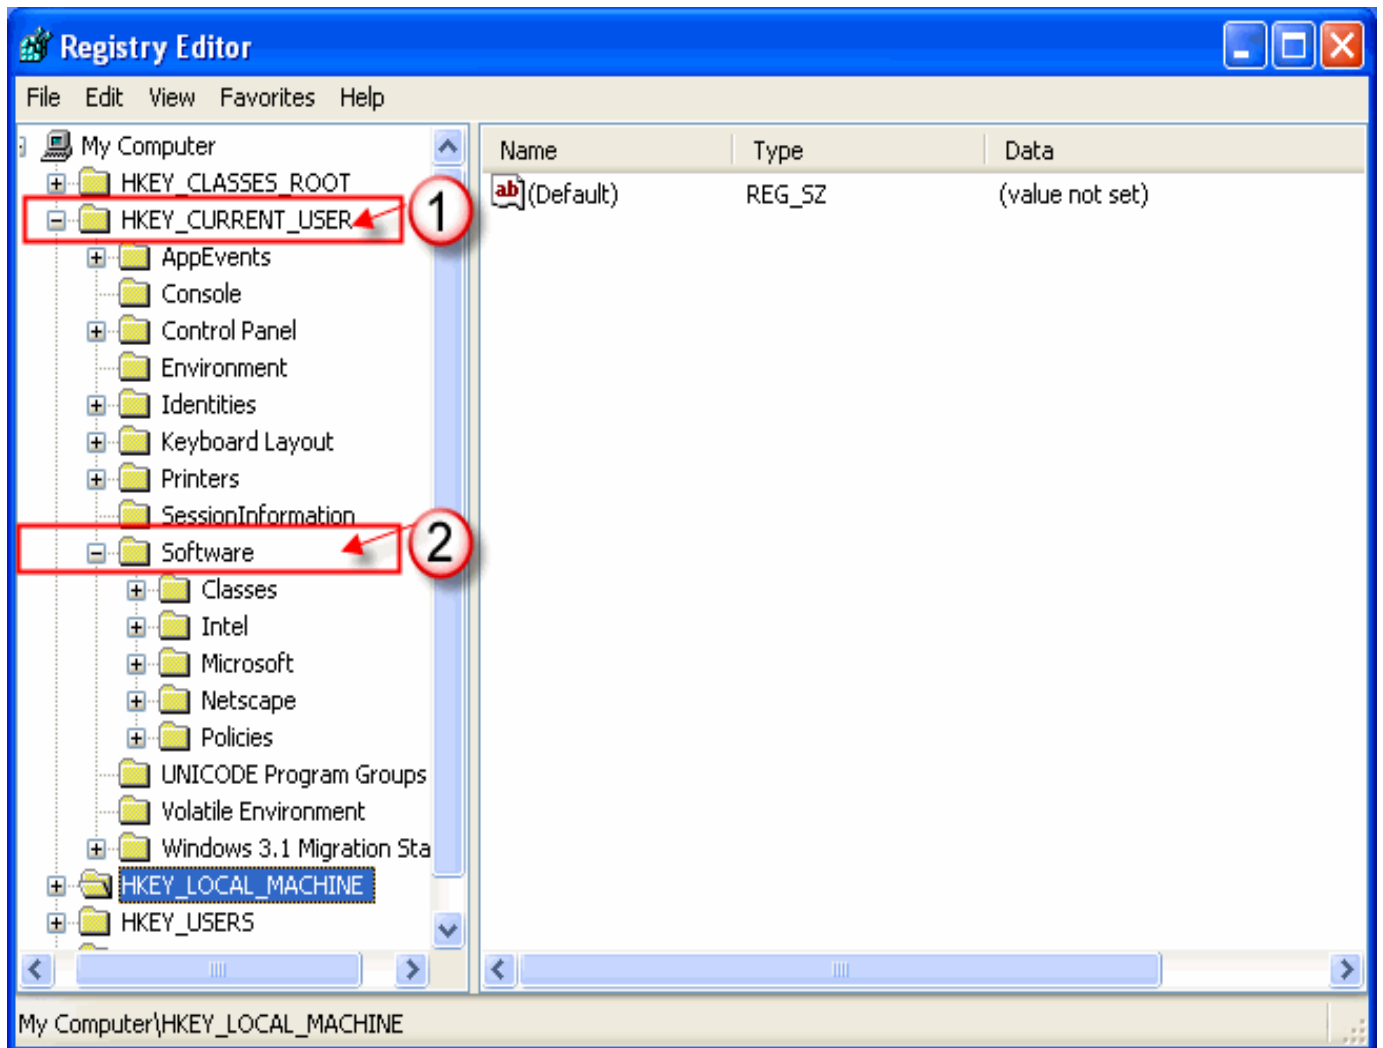 Registry Editor
File Edit View Favorites Help
My Computer
HKEY_CLASSES_ROOT
HKEY_CURRENT_USER
1
AppEvents
Console
Control Panel
Environment
Identities
Keyboard Layout
Printers
SessionInformation
Software
2
Classes
Intel
Microsoft
Netscape
Policies
UNICODE Program Groups
Volatile Environment
Windows 3.1 Migration Sta
HKEY_LOCAL_MACHINE
HKEY_USERS
Name Type Data
ab (Default) REG_SZ (value not set)
My Computer\HKEY_LOCAL_MACHINE